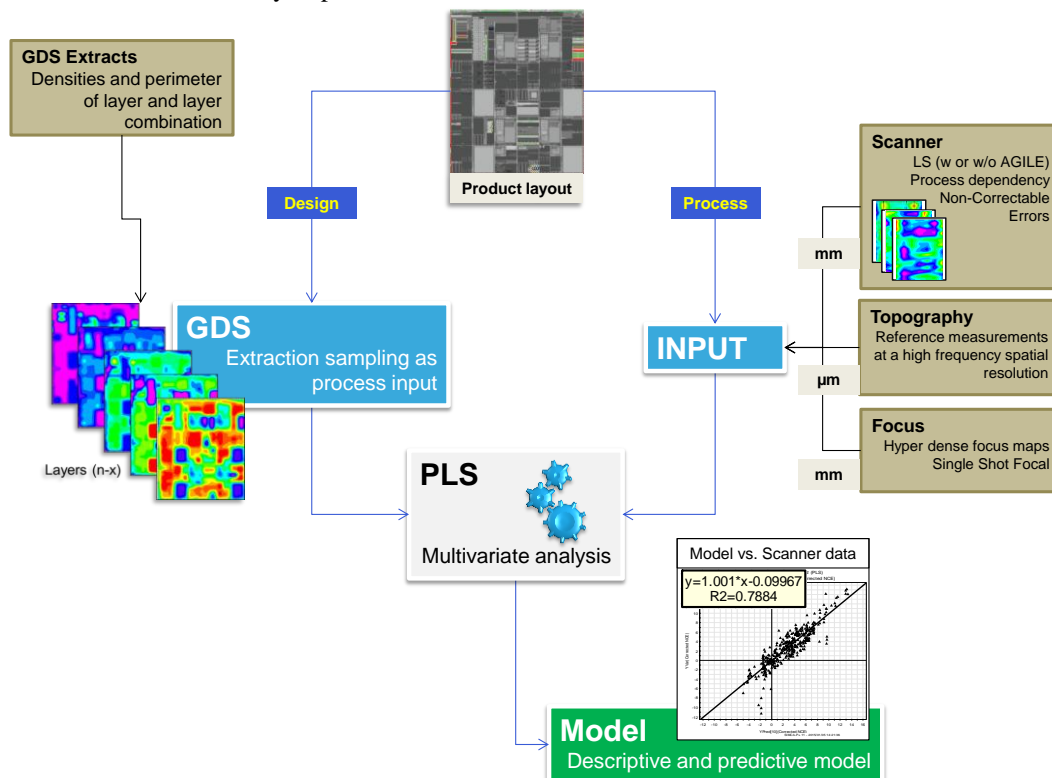 GDS Extracts
Densities and perimeter
of layer and layer
combination
Product layout
Design
Process
Scanner
LS (w or w/o AGILE)
Process dependency
Non-Correctable
Errors
mm
Topography
Reference measurements
at a high frequency spatial
resolution
µm
Focus
Hyper dense focus maps
Single Shot Focal
mm
GDS
Extraction sampling as
process input
Layers (n-x)
INPUT
PLS
Multivariate analysis
Model vs. Scanner data
y=1.001*x-0.09967
R2=0.7884
Model
Descriptive and predictive model